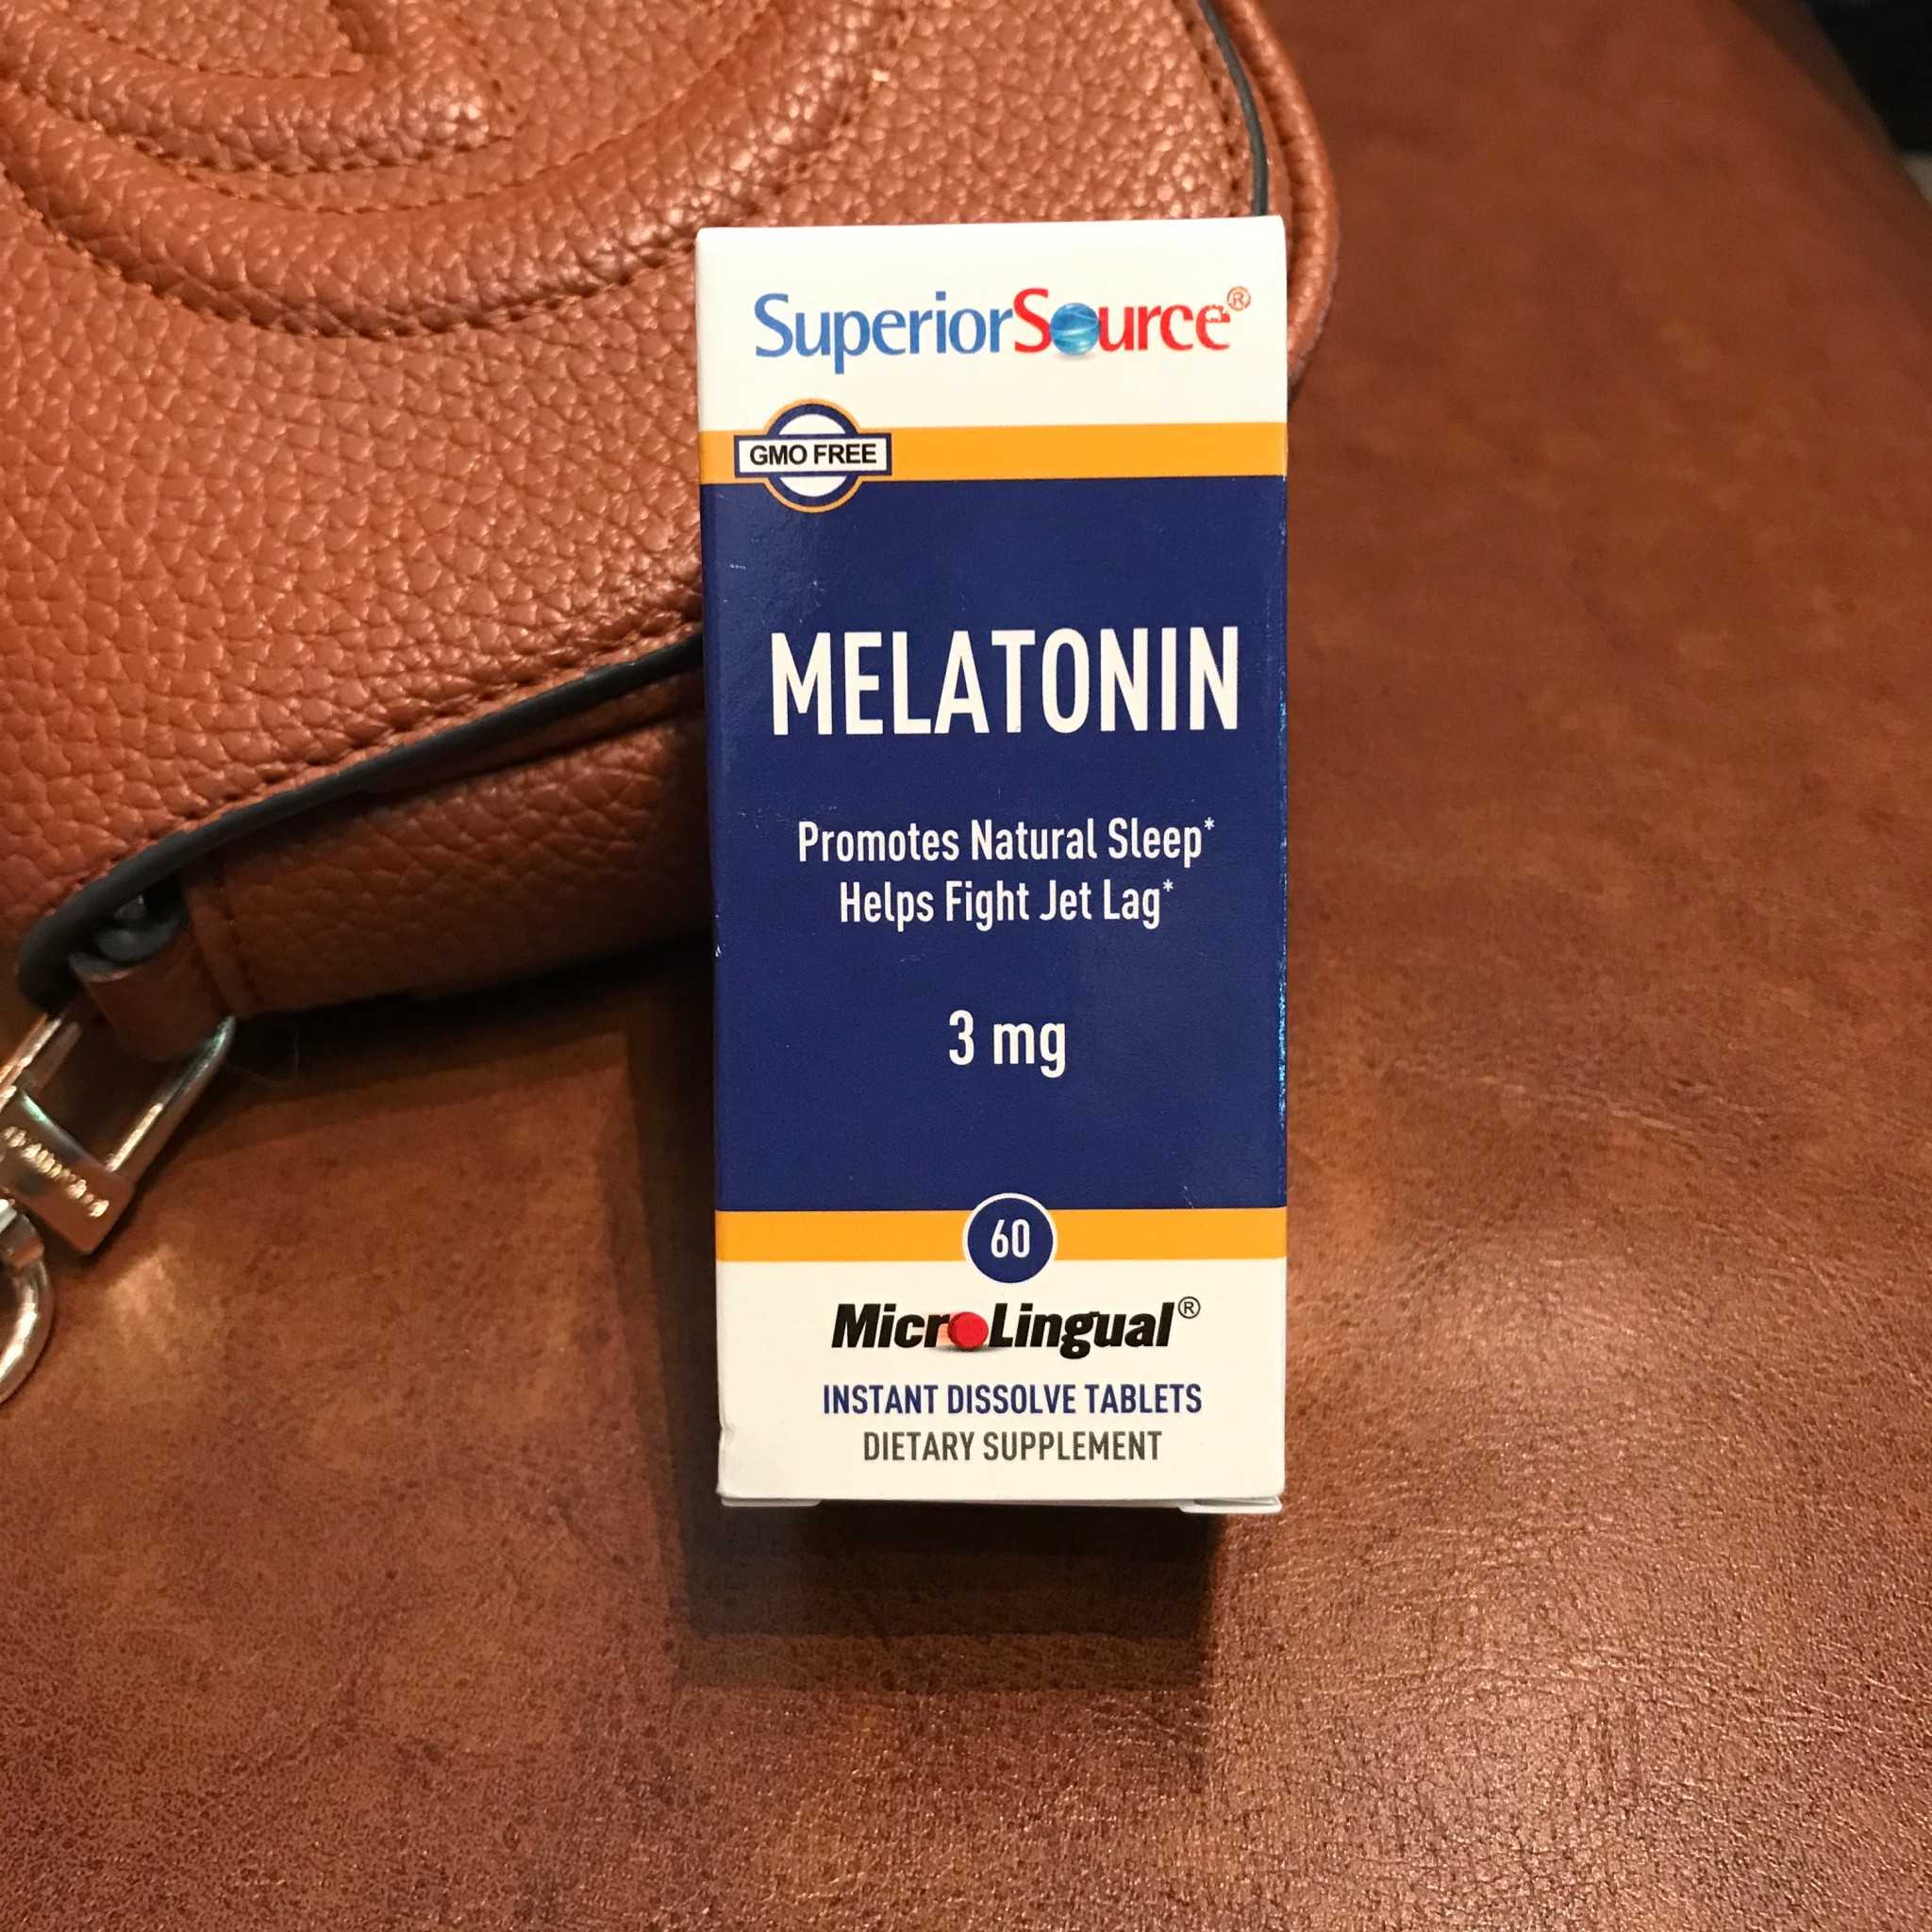 SuperiorSource®
GMO FREE
MELATONIN
Promotes Natural Sleep*
Helps Fight Jet Lag*
3 mg
60
MicroLingual®
INSTANT DISSOLVE TABLETS
DIETARY SUPPLEMENT